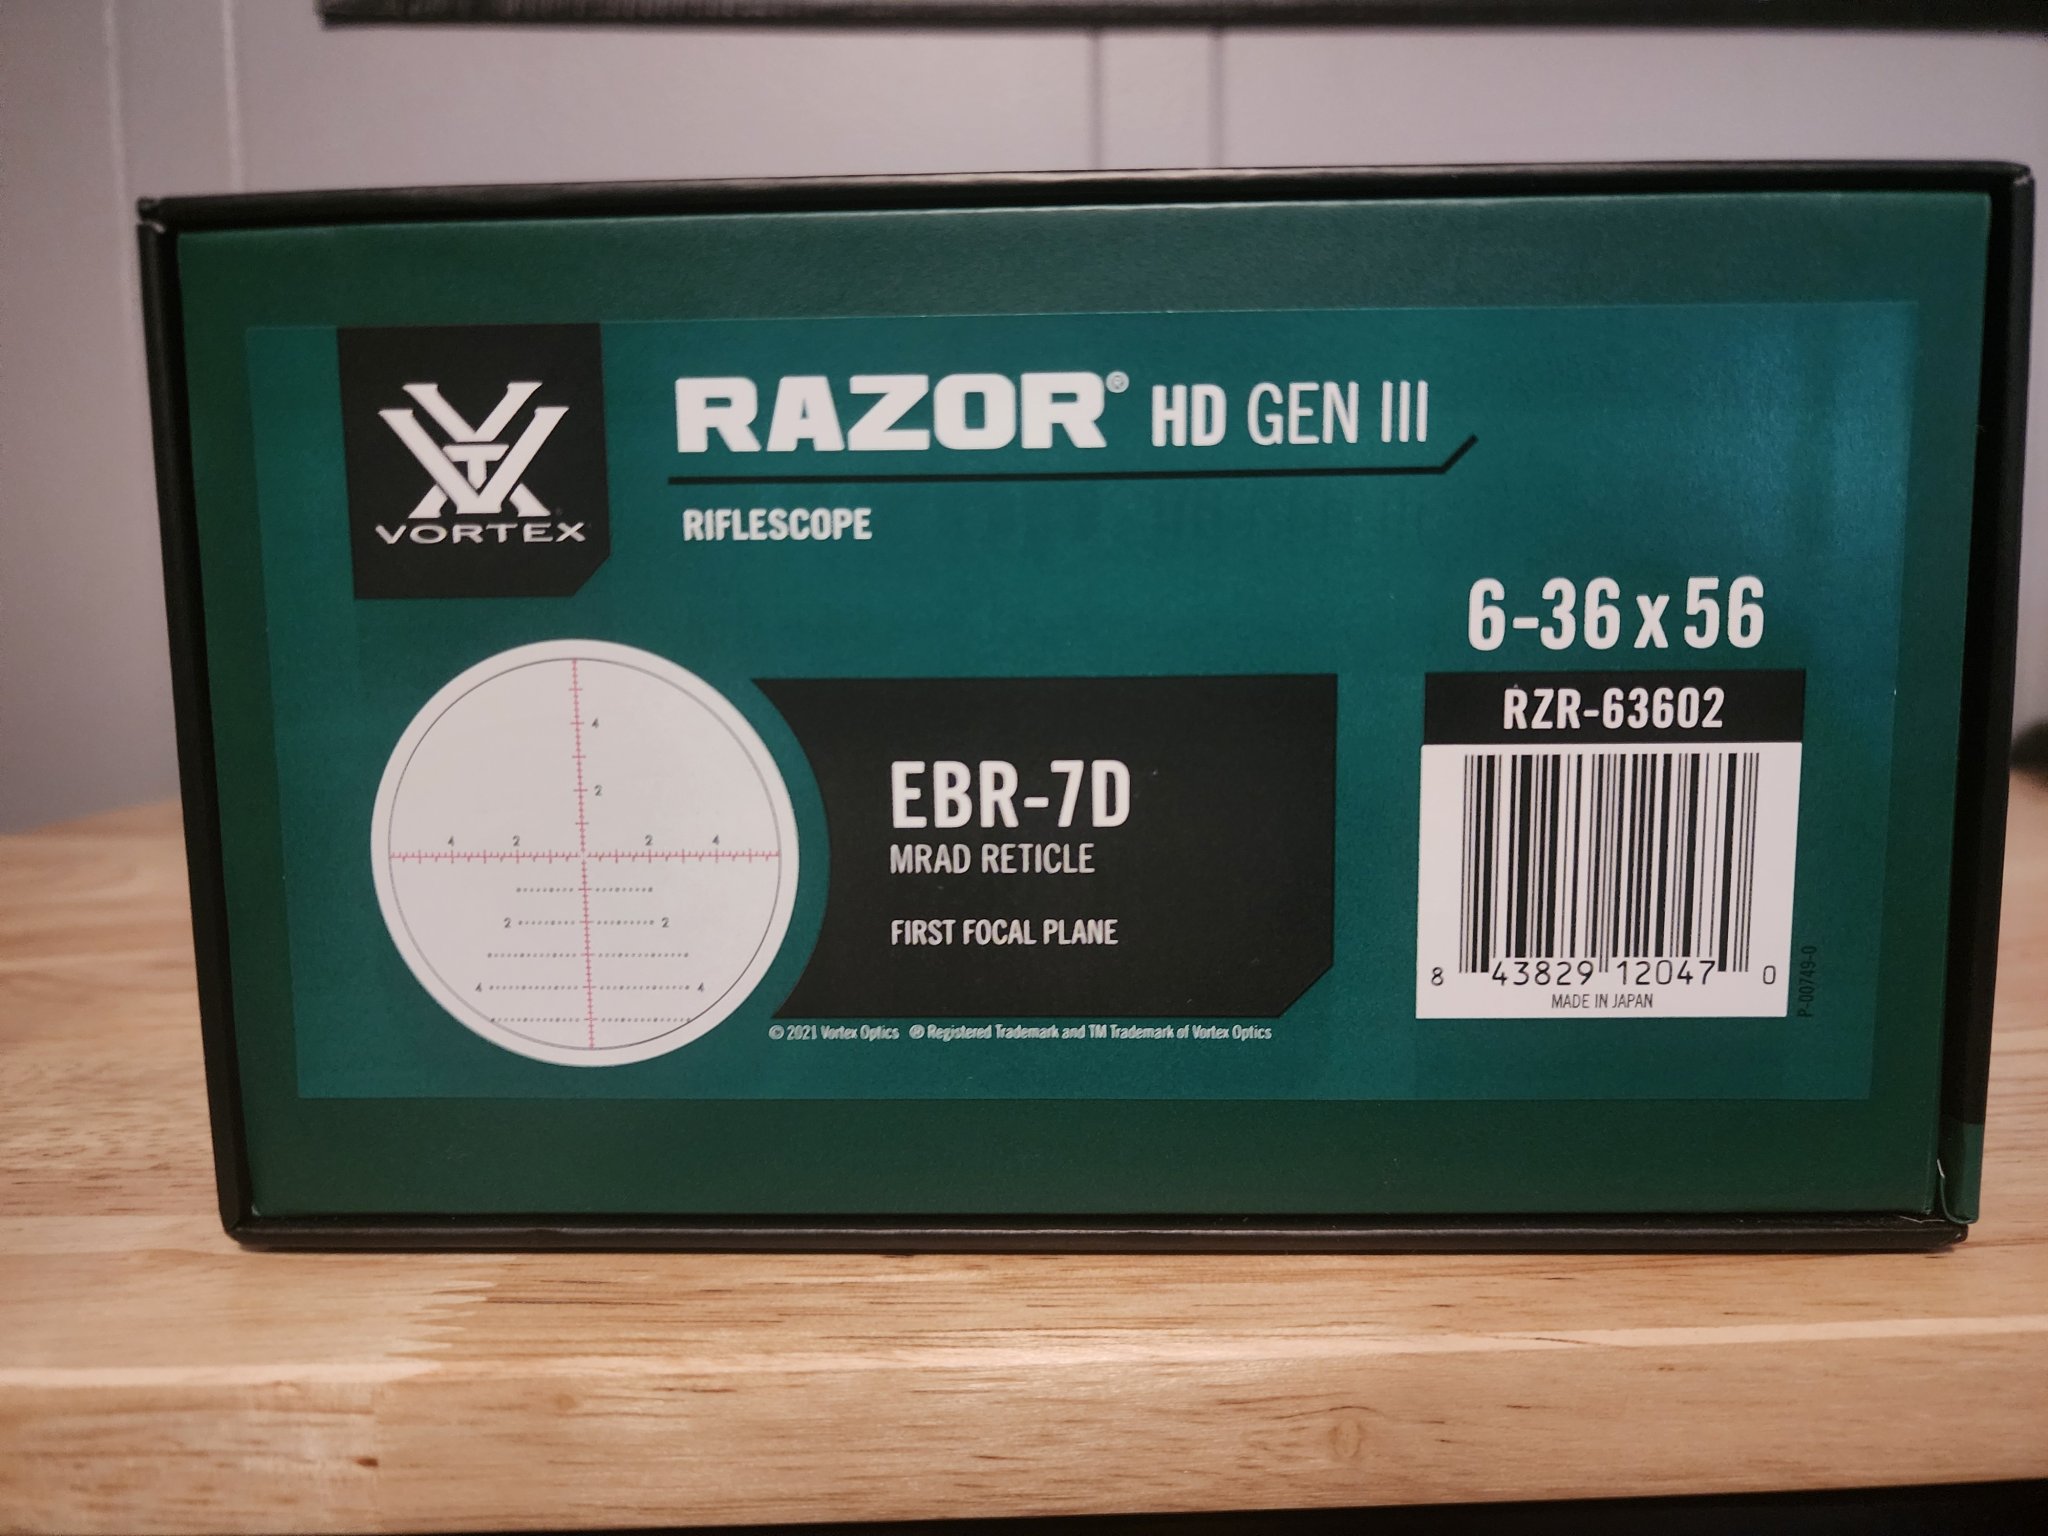 VORTEX
RAZOR® HD GEN III
RIFLESCOPE
6-36 x 56
RZR-63602
4
2
4 2 2 4
2 2
4 4
EBR-7D
MRAD RETICLE
FIRST FOCAL PLANE
8 43829 12047 0
MADE IN JAPAN
P-00749-0
© 2021 Vortex Optics ® Registered Trademark and TM Trademark of Vortex Optics